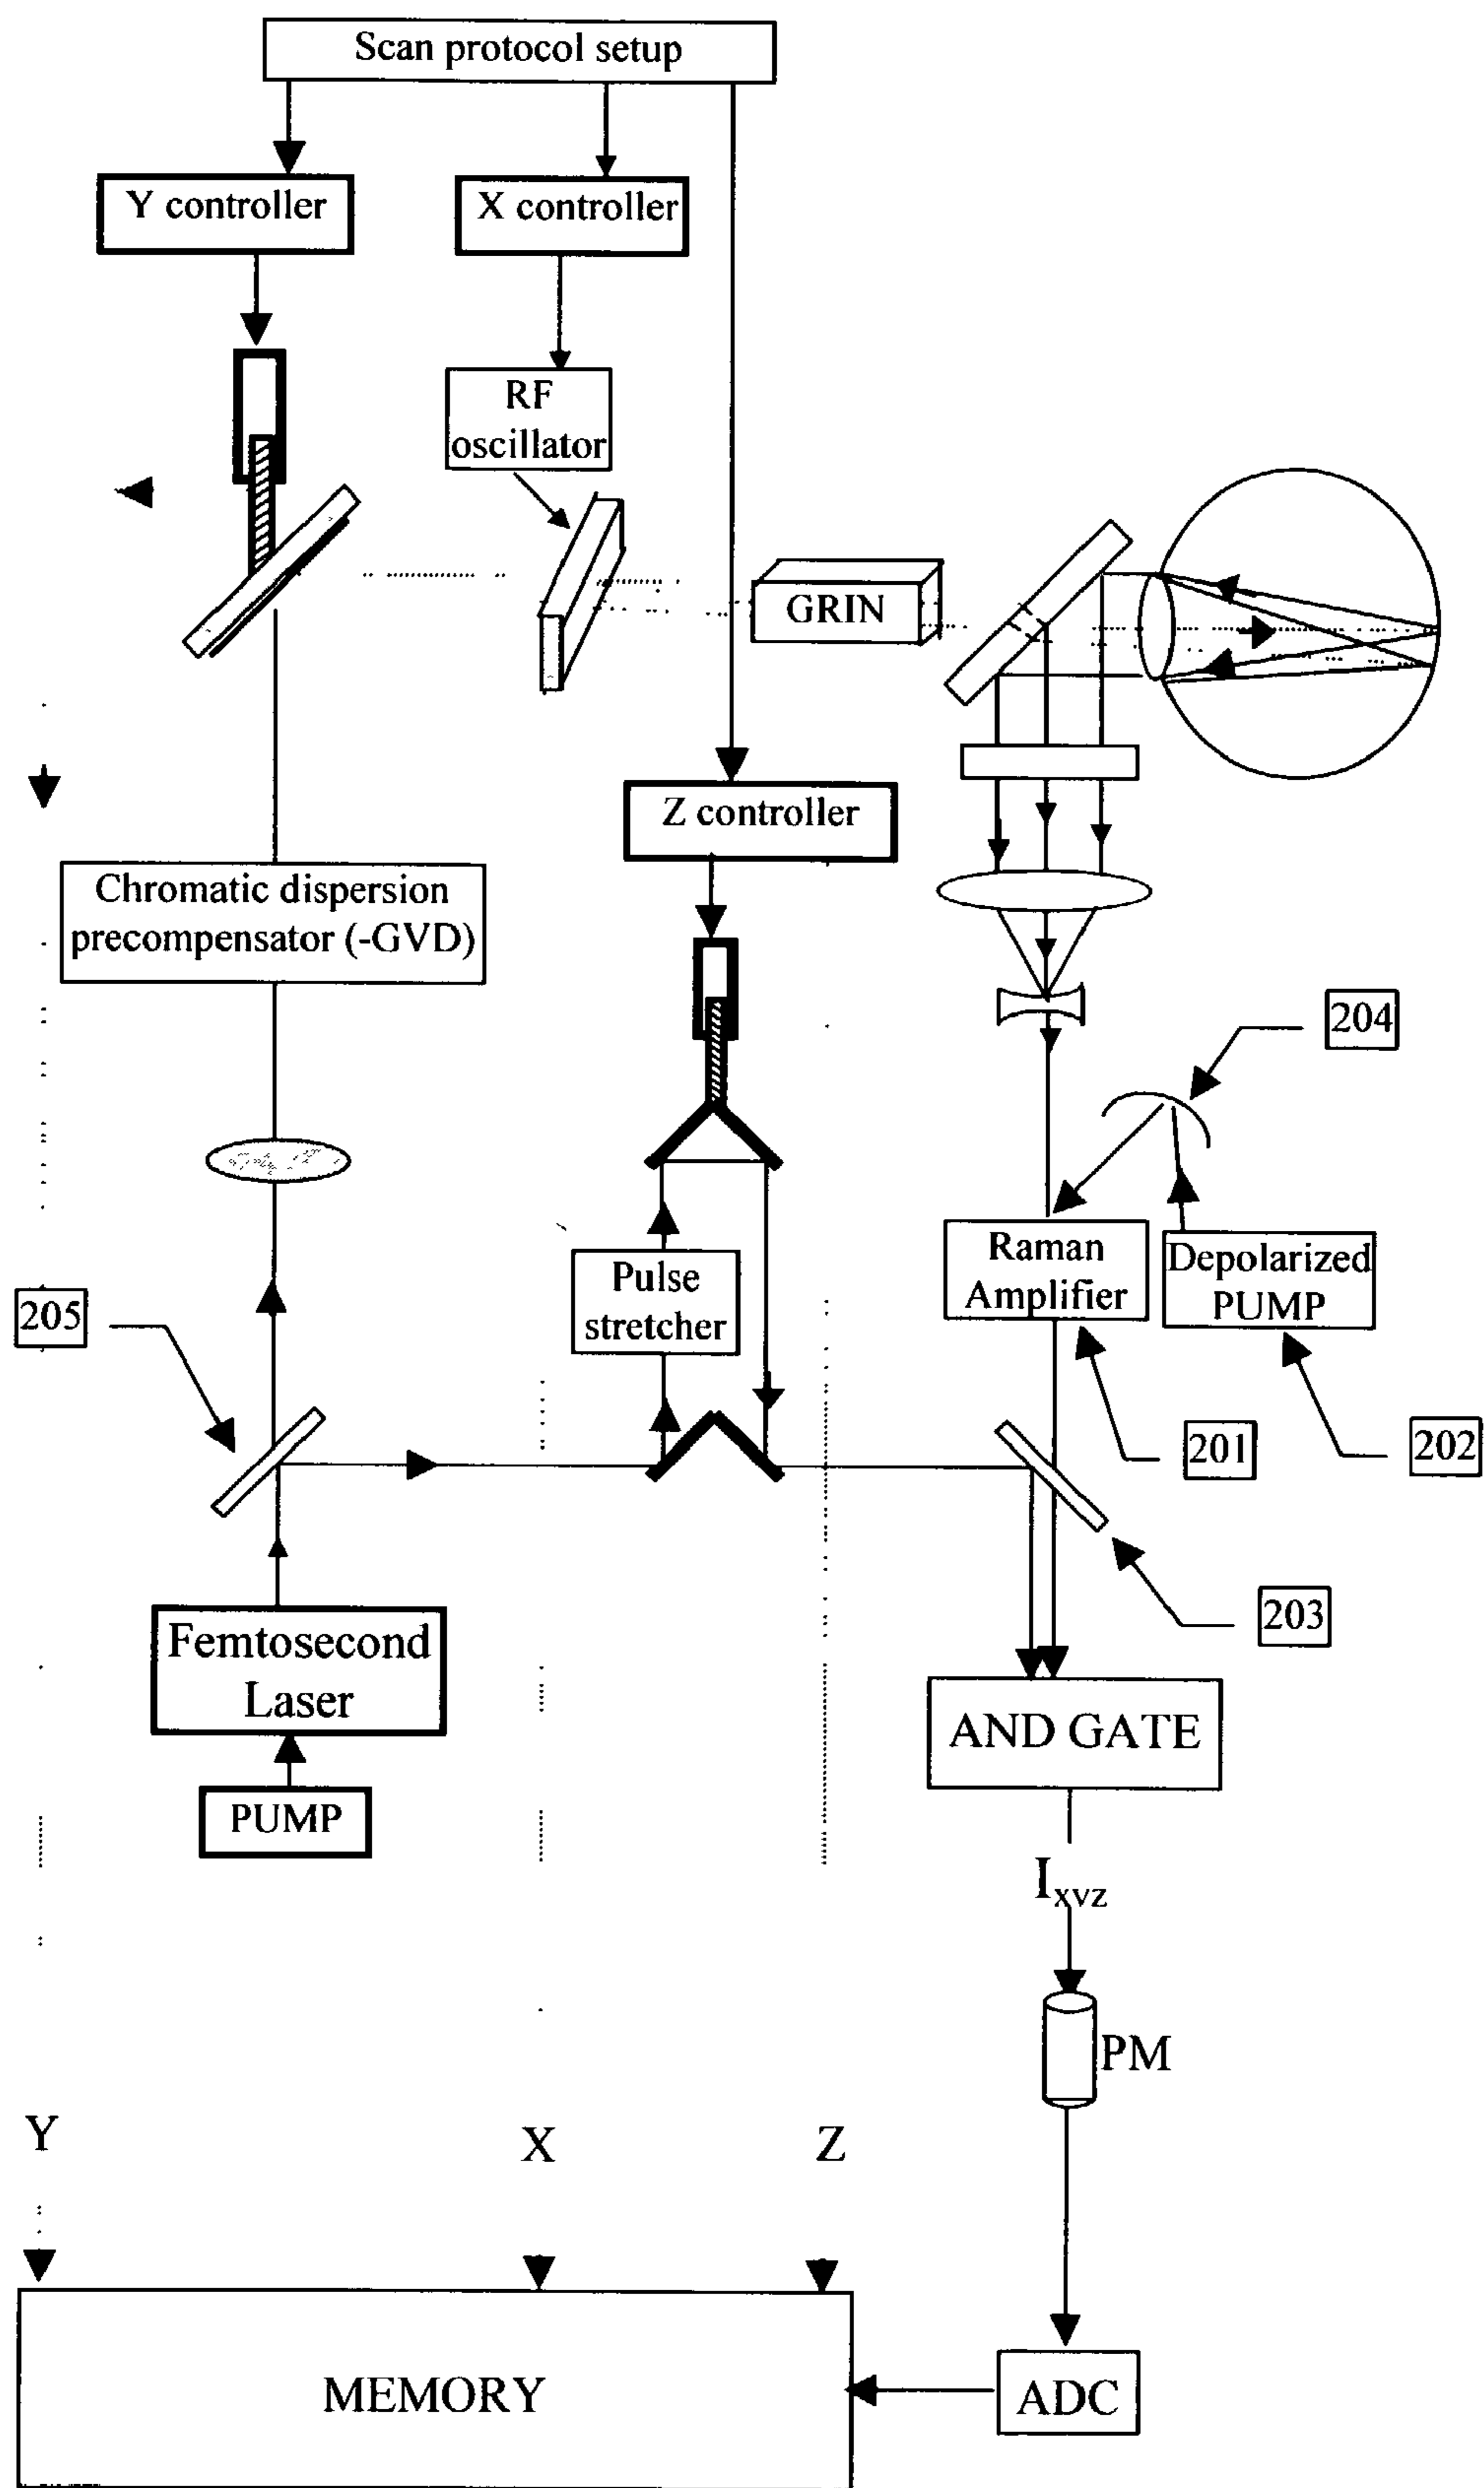 Scan protocol setup
Y controller
X controller
RF
oscillator
GRIN
Z controller
Chromatic dispersion
precompensator (-GVD)
204
Raman
Amplifier
Depolarized
PUMP
Pulse
stretcher
205
201
202
203
Femtosecond
Laser
AND GATE
PUMP
Ixyz
PM
Y
X
Z
MEMORY
ADC